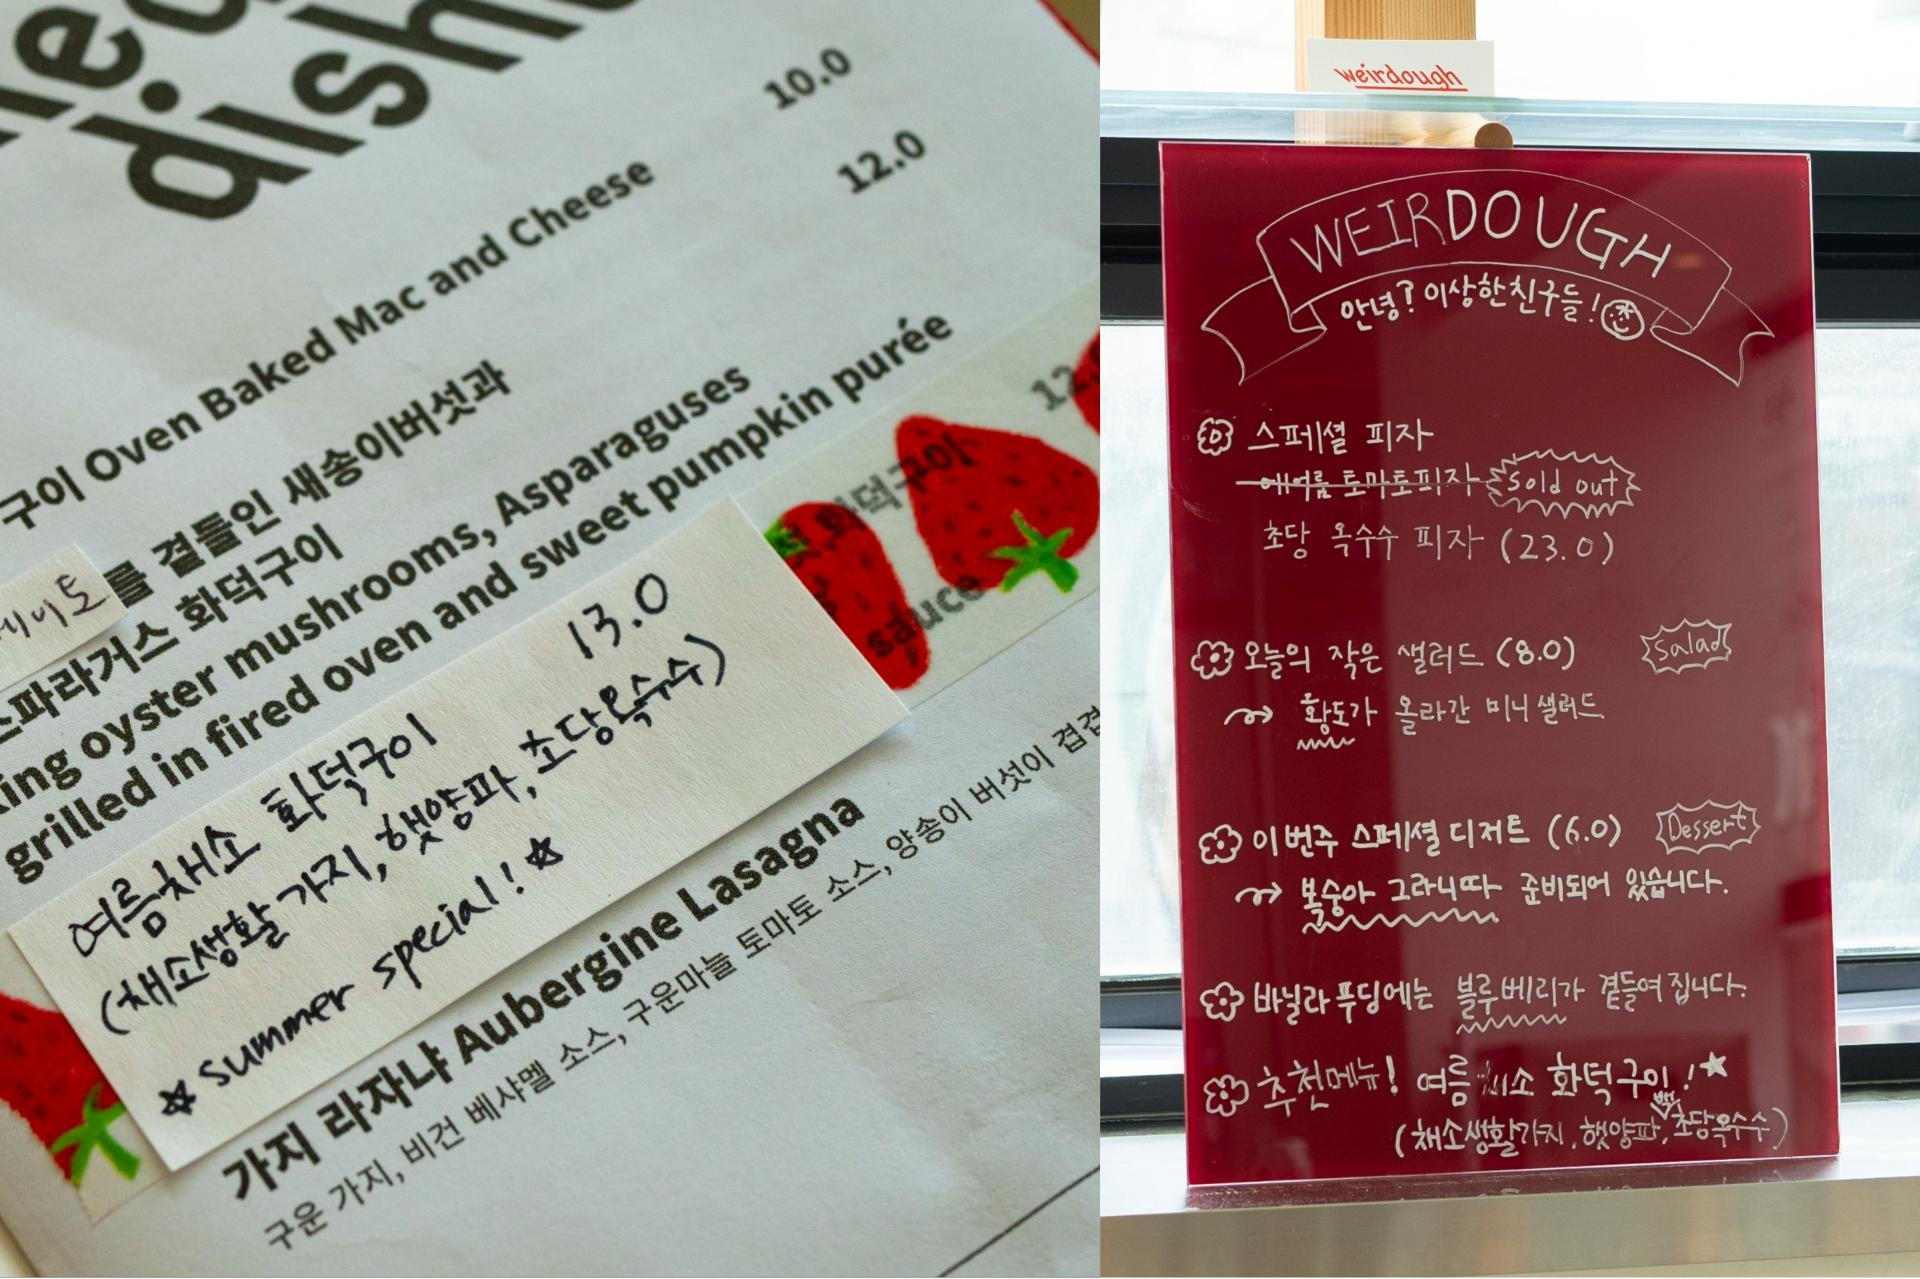 dish
10.0
12.0
구이 Oven Baked Mac and Cheese
를 곁들인 새송이버섯과
스파라거스 화덕구이
king oyster mushrooms, Asparaguses
grilled in fired oven and sweet pumpkin purée
화덕구이
sauce
여름채소 화덕구이 13.0
(채소생활 가지, 햇양파, 초당옥수수)
☆ summer special! ☆
가지 라자냐 Aubergine Lasagna
구운 가지, 비건 베샤멜 소스, 구운마늘 토마토 소스, 양송이 버섯이 겹겹
weirdough
WEIRDOUGH
안녕? 이상한친구들!
스페셜 피자
애여름 토마토피자 Sold out
초당 옥수수 피자 (23.0)
오늘의 작은 샐러드 (8.0) Salad
황도가 올라간 미니 샐러드
이번주 스페셜 디저트 (6.0) Dessert
복숭아 그라니따 준비되어 있습니다.
바닐라 푸딩에는 블루베리가 곁들여 집니다.
추천메뉴! 여름 채소 화덕구이! ★
(채소생활가지, 햇양파, 초당옥수수)